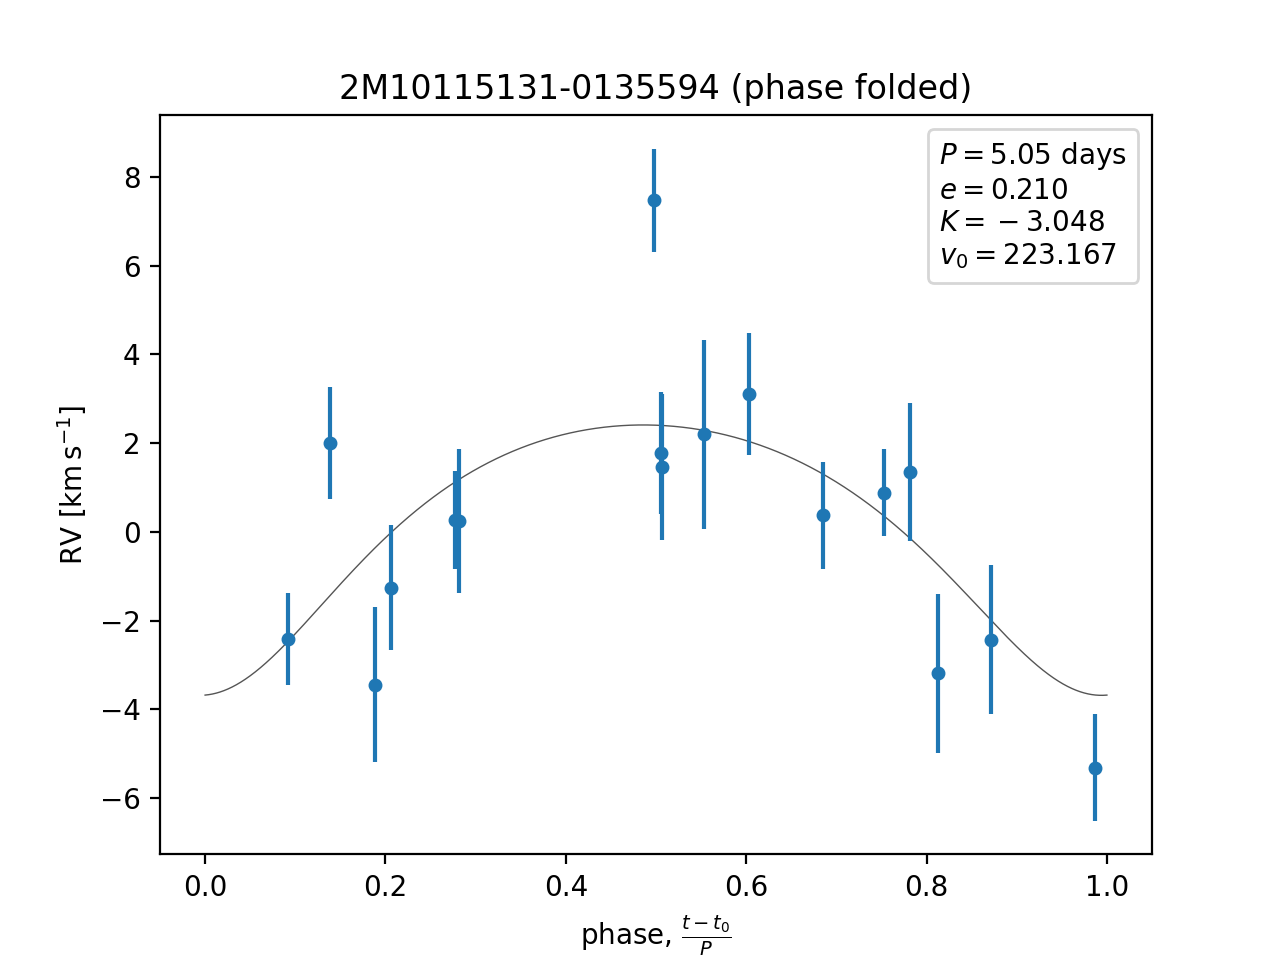 2M10115131-0135594 (phase folded)
P = 5.05 days
e = 0.210
K = −3.048
v₀ = 223.167
8
6
4
2
0
−2
−4
−6
RV [km s⁻¹]
0.0 0.2 0.4 0.6 0.8 1.0
phase, (t − t₀)/P